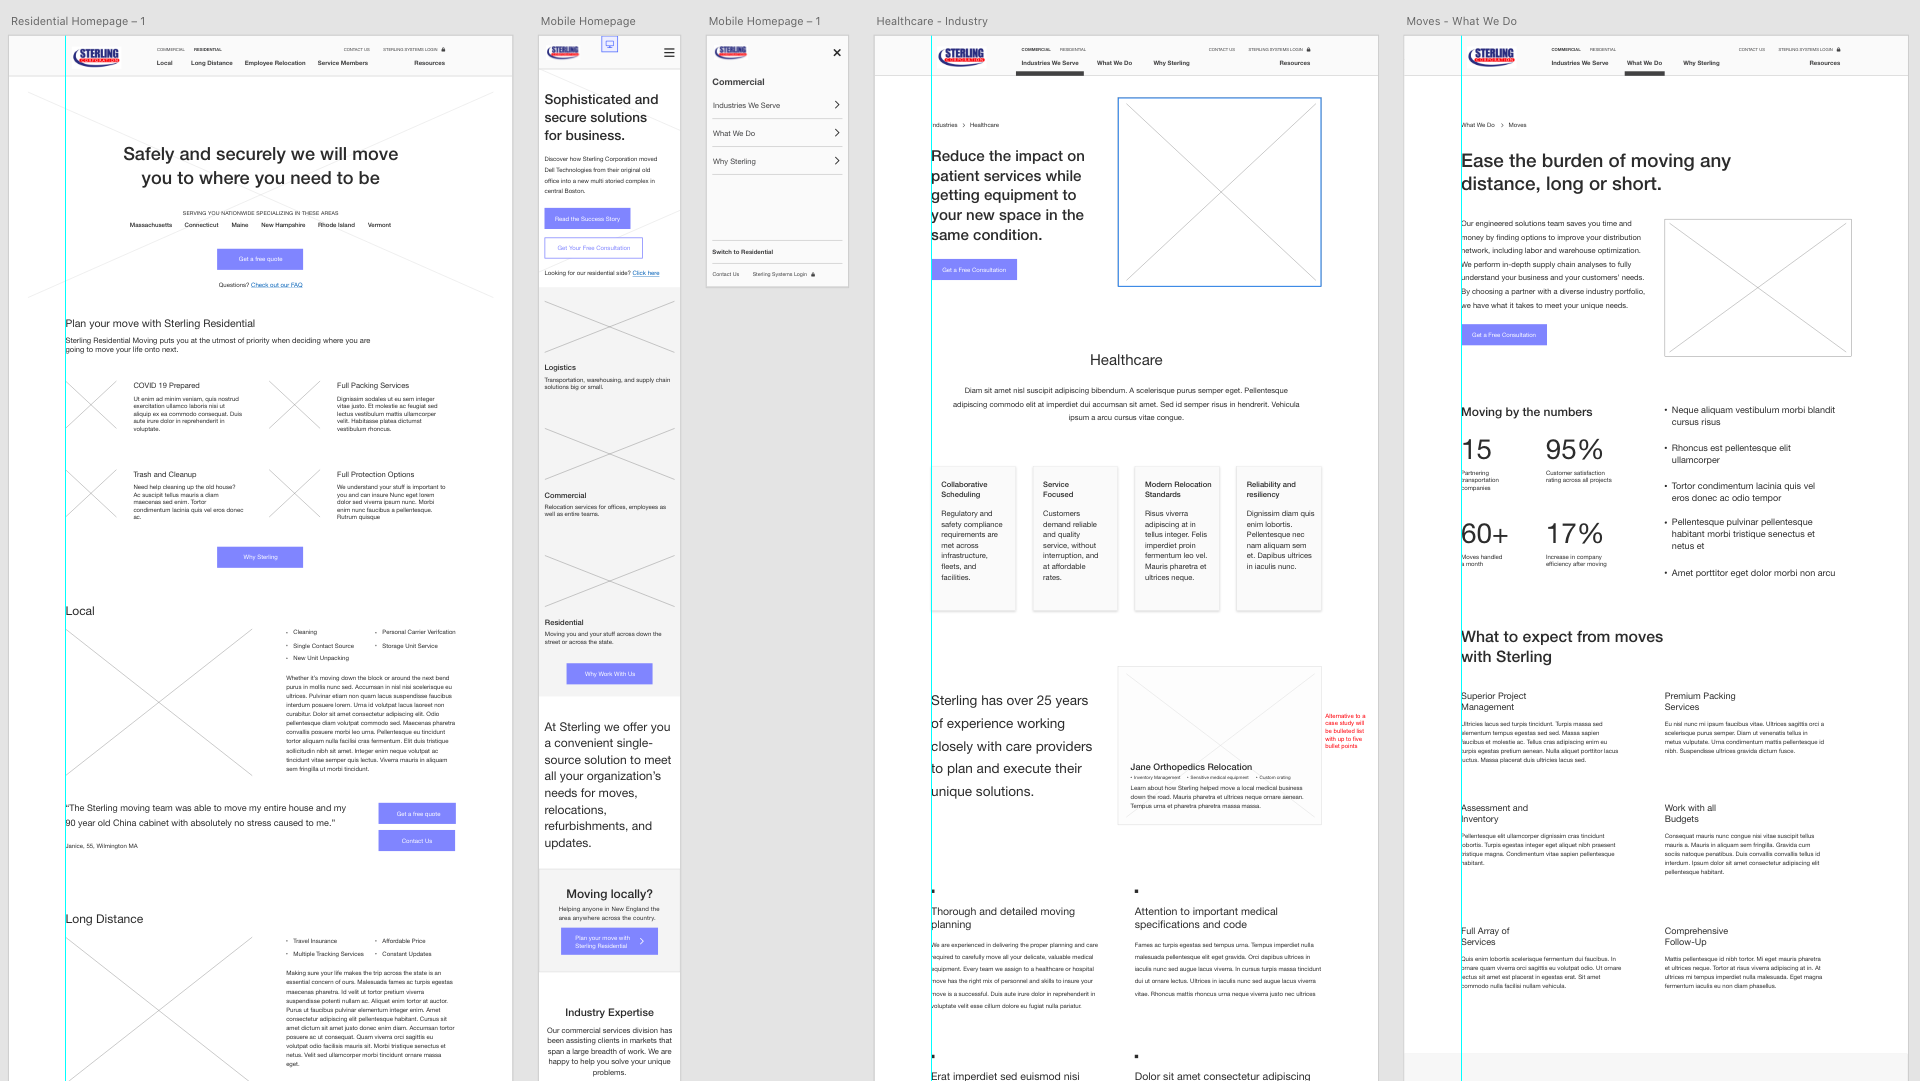 Residential Homepage – 1
STERLING
CORPORATION
COMMERCIAL RESIDENTIAL CONTACT US STERLING SYSTEMS LOGIN
Local Long Distance Employee Relocation Service Members Resources
Safely and securely we will move
you to where you need to be
SERVING YOU NATIONWIDE SPECIALIZING IN THESE AREAS
Massachusetts Connecticut Maine New Hampshire Rhode Island Vermont
Get a free quote
Questions? Check out our FAQ
Plan your move with Sterling Residential
Sterling Residential Moving puts you at the utmost of priority when deciding where you are
going to move your life onto next.
COVID 19 Prepared
Ut enim ad minim veniam, quis nostrud
exercitation ullamco laboris nisi ut
aliquip ex ea commodo consequat. Duis
aute irure dolor in reprehenderit in
voluptate.
Full Packing Services
Dignissim sodales ut eu sem integer
vitae justo. Et molestie ac feugiat sed
lectus vestibulum mattis ullamcorper
velit. Habitasse platea dictumst
vestibulum rhoncus.
Trash and Cleanup
Need help cleaning up the old house?
Ac suscipit tellus mauris a diam
maecenas sed enim. Tortor
condimentum lacinia quis vel eros donec
ac.
Full Protection Options
We understand your stuff is important to
you and can insure Nunc eget lorem
dolor sed viverra ipsum nunc. Morbi
enim nunc faucibus a pellentesque.
Rutrum quisque
Why Sterling
Local
• Cleaning
• Personal Carrier Verifcation
• Single Contact Source
• Storage Unit Service
• New Unit Unpacking
Whether it's moving down the block or around the next bend
purus in mollis nunc sed. Accumsan in nisl nisi scelerisque eu
ultrices. Pulvinar etiam non quam lacus suspendisse faucibus
interdum posuere lorem. Urna id volutpat lacus laoreet non
curabitur. Dolor sit amet consectetur adipiscing elit. Odio
pellentesque diam volutpat commodo sed. Maecenas pharetra
convallis posuere morbi leo urna. Pellentesque eu tincidunt
tortor aliquam nulla facilisi cras fermentum. Elit duis tristique
sollicitudin nibh sit amet. Integer enim neque volutpat ac
tincidunt vitae semper quis lectus. Viverra mauris in aliquam
sem fringilla ut morbi tincidunt.
“The Sterling moving team was able to move my entire house and my
90 year old China cabinet with absolutely no stress caused to me.”
Janice, 55, Wilmington MA
Get a free quote
Contact Us
Long Distance
• Travel Insurance
• Affordable Price
• Multiple Tracking Services
• Constant Updates
Making sure your life makes the trip across the state is an
essential concern of ours. Malesuada fames ac turpis egestas
maecenas pharetra. Id velit ut tortor pretium viverra
suspendisse potenti nullam ac. Aliquet enim tortor at auctor.
Purus ut faucibus pulvinar elementum integer enim. Amet
consectetur adipiscing elit pellentesque habitant. Cursus sit
amet dictum sit amet justo donec enim diam. Accumsan tortor
posuere ac ut consequat. Quam viverra orci sagittis eu
volutpat odio facilisis mauris sit. Morbi tristique senectus et
netus. Velit sed ullamcorper morbi tincidunt ornare massa
eget.
Mobile Homepage
STERLING
Sophisticated and
secure solutions
for business.
Discover how Sterling Corporation moved
Dell Technologies from their original old
office into a new multi storied complex in
central Boston.
Read the Success Story
Get Your Free Consultation
Looking for our residential side? Click here
Logistics
Transportation, warehousing, and supply chain
solutions big or small.
Commercial
Relocation services for offices, employees as
well as entire teams.
Residential
Moving you and your stuff across down the
street or across the state.
Why Work With Us
At Sterling we offer you
a convenient single-
source solution to meet
all your organization's
needs for moves,
relocations,
refurbishments, and
updates.
Moving locally?
Helping anyone in New England the
area anywhere across the country.
Plan your move with
Sterling Residential
Industry Expertise
Our commercial services division has
been assisting clients in markets that
span a large breadth of work. We are
happy to help you solve your unique
problems.
Mobile Homepage – 1
STERLING
Commercial
Industries We Serve
What We Do
Why Sterling
Switch to Residential
Contact Us Sterling Systems Login
Healthcare - Industry
STERLING
CORPORATION
COMMERCIAL RESIDENTIAL CONTACT US STERLING SYSTEMS LOGIN
Industries We Serve What We Do Why Sterling Resources
ndustries > Healthcare
Reduce the impact on
patient services while
getting equipment to
your new space in the
same condition.
Get a Free Consultation
Healthcare
Diam sit amet nisl suscipit adipiscing bibendum. A scelerisque purus semper eget. Pellentesque
adipiscing commodo elit at imperdiet dui accumsan sit amet. Sed id semper risus in hendrerit. Vehicula
ipsum a arcu cursus vitae congue.
Collaborative
Scheduling
Regulatory and
safety compliance
requirements are
met across
infrastructure,
fleets, and
facilities.
Service
Focused
Customers
demand reliable
and quality
service, without
interruption, and
at affordable
rates.
Modern Relocation
Standards
Risus viverra
adipiscing at in
tellus integer. Felis
imperdiet proin
fermentum leo vel.
Mauris pharetra et
ultrices neque.
Reliability and
resiliency
Dignissim diam quis
enim lobortis.
Pellentesque nec
nam aliquam sem
et. Dapibus ultrices
in iaculis nunc.
Sterling has over 25 years
of experience working
closely with care providers
to plan and execute their
unique solutions.
Jane Orthopedics Relocation
• Inventory Management • Sensitive medical equipment • Custom crating
Learn about how Sterling helped move a local medical business
down the road. Mauris pharetra et ultrices neque ornare aenean.
Tempus urna et pharetra pharetra massa massa.
Alternative to a
case study will
be bulleted list
with up to five
bullet points.
Thorough and detailed moving
planning
We are experienced in delivering the proper planning and care
required to carefully move all your delicate, valuable medical
equipment. Every team we assign to a healthcare or hospital
move has the right mix of personnel and skills to insure your
move is a successful. Duis aute irure dolor in reprehenderit in
voluptate velit esse cillum dolore eu fugiat nulla pariatur.
Attention to important medical
specifications and code
Fames ac turpis egestas sed tempus urna. Tempus imperdiet nulla
malesuada pellentesque elit eget gravida. Orci dapibus ultrices in
iaculis nunc sed augue lacus viverra. In cursus turpis massa tincidunt
dui ut ornare lectus. Ultrices in iaculis nunc sed augue lacus viverra
vitae. Rhoncus mattis rhoncus urna neque viverra justo nec ultrices
Erat imperdiet sed euismod nisi
Dolor sit amet consectetur adipiscing
Moves - What We Do
STERLING
CORPORATION
COMMERCIAL RESIDENTIAL CONTACT US STERLING SYSTEMS LOGIN
Industries We Serve What We Do Why Sterling Resources
What We Do > Moves
Ease the burden of moving any
distance, long or short.
Our engineered solutions team saves you time and
money by finding options to improve your distribution
network, including labor and warehouse optimization.
We perform in-depth supply chain analyses to fully
understand your business and your customers' needs.
By choosing a partner with a diverse industry portfolio,
we have what it takes to meet your unique needs.
Get a Free Consultation
Moving by the numbers
15
Partnering
transportation
companies
95%
Customer satisfaction
rating across all projects
60+
Moves handled
a month
17%
Increase in company
efficiency after moving
• Neque aliquam vestibulum morbi blandit
cursus risus
• Rhoncus est pellentesque elit
ullamcorper
• Tortor condimentum lacinia quis vel
eros donec ac odio tempor
• Pellentesque pulvinar pellentesque
habitant morbi tristique senectus et
netus et
• Amet porttitor eget dolor morbi non arcu
What to expect from moves
with Sterling
Superior Project
Management
Ultricies lacus sed turpis tincidunt. Turpis massa sed
elementum tempus egestas sed sed. Massa sapien
faucibus et molestie ac. Tellus cras adipiscing enim eu
turpis egestas pretium aenean. Nulla aliquet porttitor lacus
luctus. Massa placerat duis ultricies lacus sed.
Premium Packing
Services
Eu nisl nunc mi ipsum faucibus vitae. Ultrices sagittis orci a
scelerisque purus semper. Diam ut venenatis tellus in
metus vulputate. Urna condimentum mattis pellentesque id
nibh. Suspendisse ultrices gravida dictum fusce.
Assessment and
Inventory
Pellentesque elit ullamcorper dignissim cras tincidunt
lobortis. Turpis egestas integer eget aliquet nibh praesent
tristique magna. Condimentum vitae sapien pellentesque
habitant.
Work with all
Budgets
Consequat mauris nunc congue nisi vitae suscipit tellus
mauris a. Mauris in aliquam sem fringilla. Gravida cum
sociis natoque penatibus. Duis convallis convallis tellus id
interdum. Ipsum dolor sit amet consectetur adipiscing elit
pellentesque habitant.
Full Array of
Services
Quis enim lobortis scelerisque fermentum dui faucibus. In
ornare quam viverra orci sagittis eu volutpat odio. Ut ornare
lectus sit amet est placerat in egestas erat. Sit amet
commodo nulla facilisi nullam vehicula.
Comprehensive
Follow-Up
Mattis pellentesque id nibh tortor. Mi eget mauris pharetra
et ultrices neque. Tortor at risus viverra adipiscing at in. At
ultrices mi tempus imperdiet nulla malesuada. Eget magna
fermentum iaculis eu non diam phasellus.